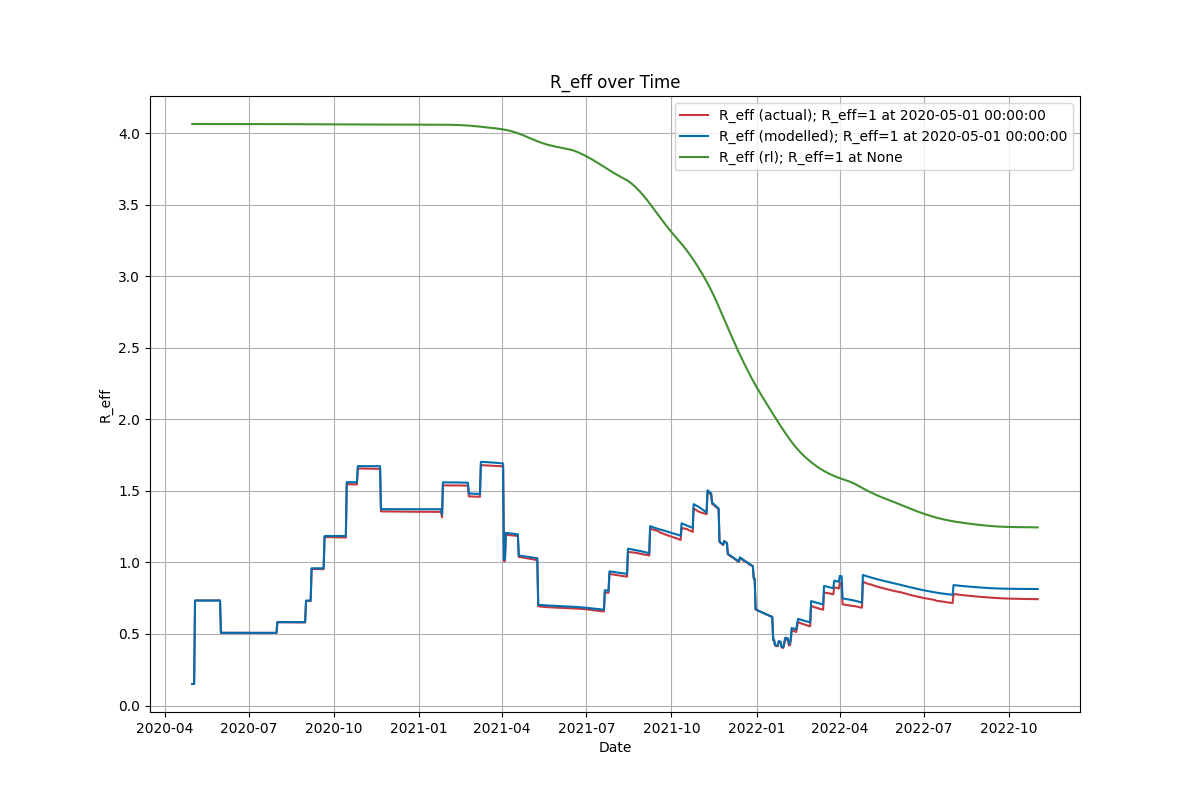 R_eff over Time
R_eff (actual); R_eff=1 at 2020-05-01 00:00:00
R_eff (modelled); R_eff=1 at 2020-05-01 00:00:00
R_eff (rl); R_eff=1 at None
R_eff
4.0
3.5
3.0
2.5
2.0
1.5
1.0
0.5
0.0
2020-04 2020-07 2020-10 2021-01 2021-04 2021-07 2021-10 2022-01 2022-04 2022-07 2022-10
Date